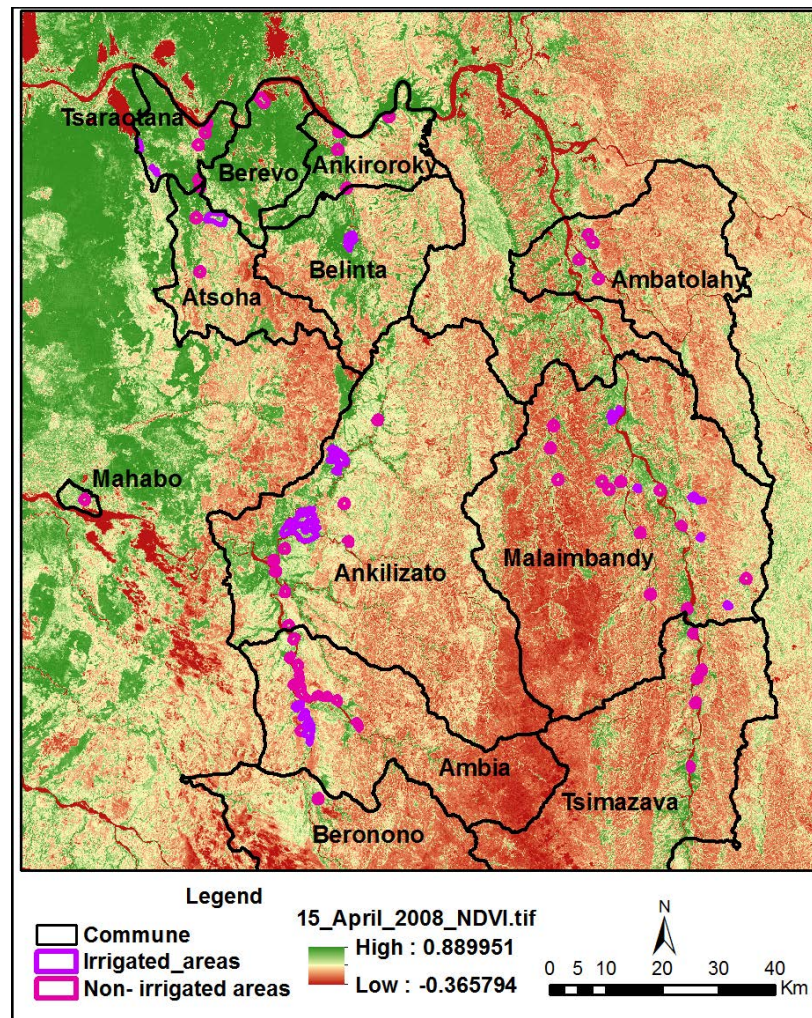 Tsaraotana
Berevo
Ankiroroky
Belinta
Atsoha
Ambatolahy
Mahabo
Ankilizato
Malaimbandy
Ambia
Tsimazava
Beronono
Legend
Commune
Irrigated_areas
Non- irrigated areas
15_April_2008_NDVI.tif
High : 0.889951
Low : -0.365794
N
0 5 10 20 30 40
Km